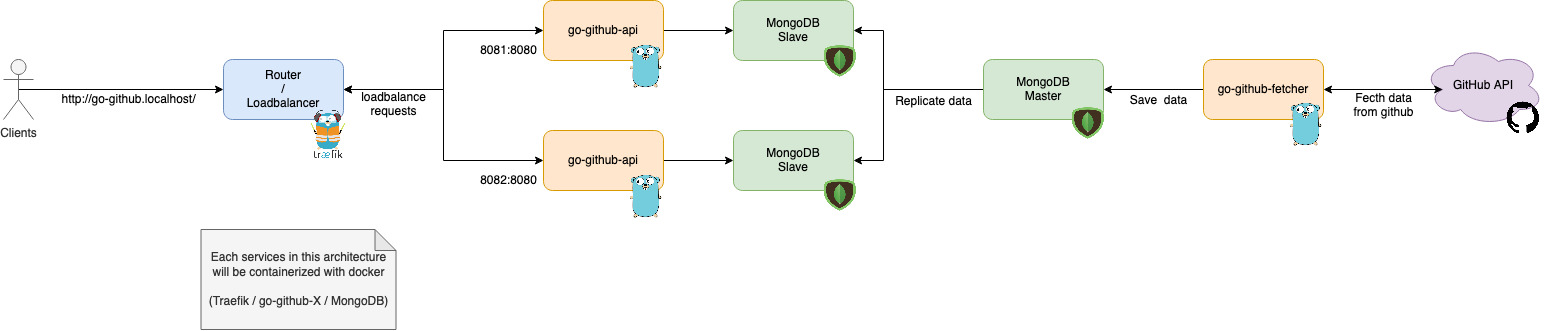 Clients
http://go-github.localhost/
Router
/
Loadbalancer
træfik
loadbalance
requests
8081:8080
go-github-api
MongoDB
Slave
8082:8080
go-github-api
MongoDB
Slave
Replicate data
MongoDB
Master
Save data
go-github-fetcher
Fecth data
from github
GitHub API
Each services in this architecture
will be containerized with docker
(Traefik / go-github-X / MongoDB)